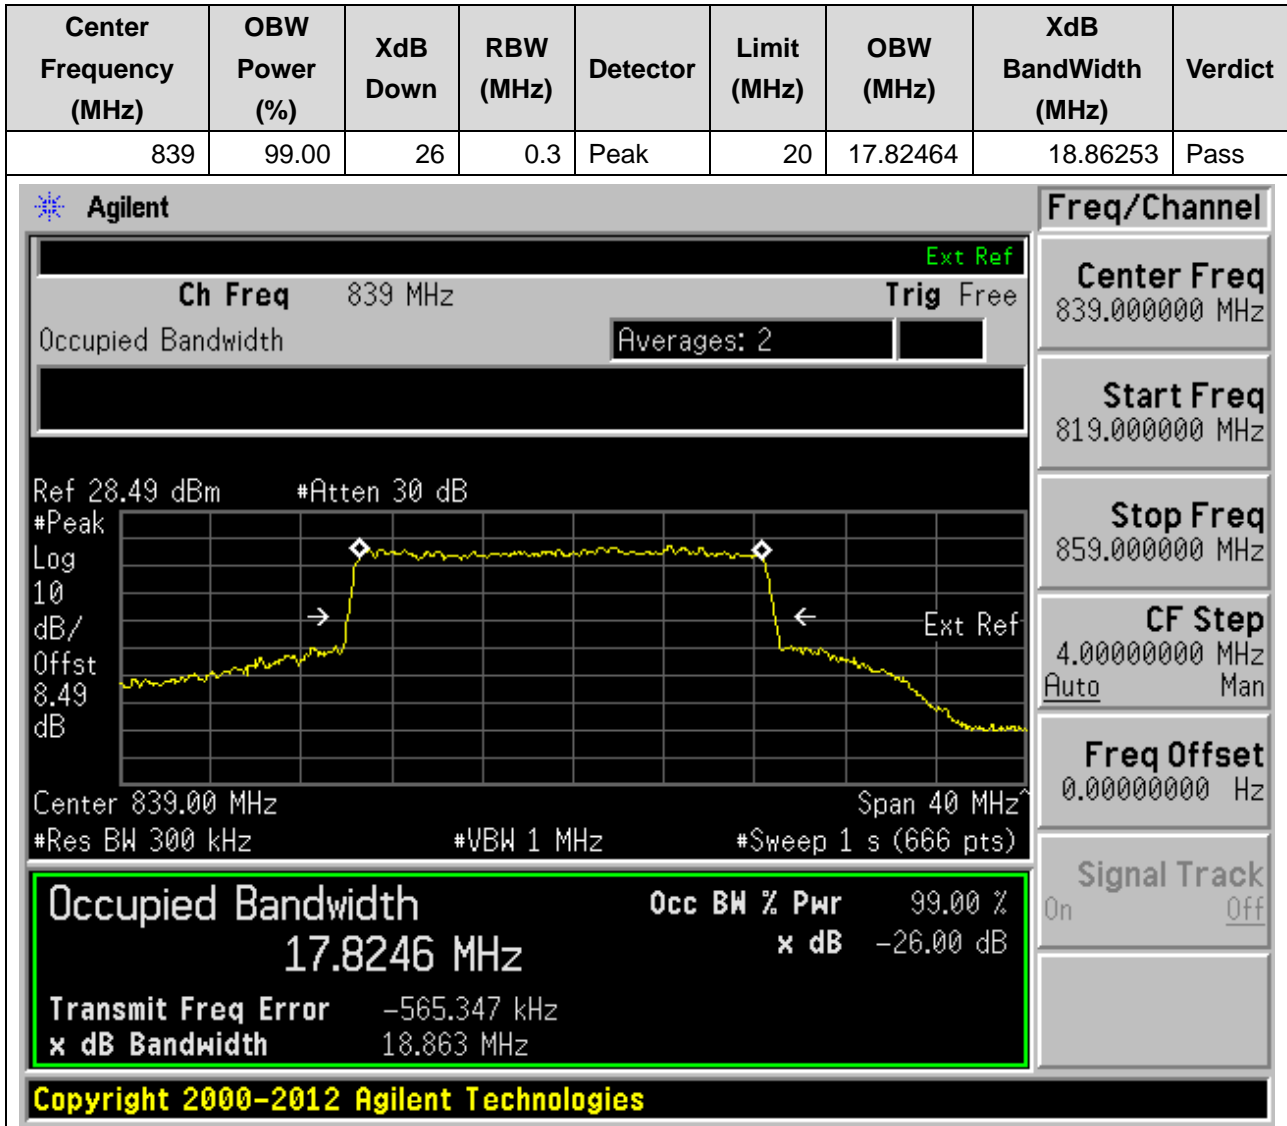 Center Frequency (MHz) OBW Power (%) XdB Down RBW (MHz) Detector Limit (MHz) OBW (MHz) XdB BandWidth (MHz) Verdict
839 99.00 26 0.3 Peak 20 17.82464 18.86253 Pass
Agilent
Freq/Channel
Ext Ref
Ch Freq 839 MHz Trig Free
Occupied Bandwidth Averages: 2
Ref 28.49 dBm #Atten 30 dB
#Peak
Log
10
dB/
Offst
8.49
dB
Ext Ref
Center 839.00 MHz Span 40 MHz^
#Res BW 300 kHz #VBW 1 MHz #Sweep 1 s (666 pts)
Occupied Bandwidth Occ BW % Pwr 99.00 %
17.8246 MHz x dB -26.00 dB
Transmit Freq Error -565.347 kHz
x dB Bandwidth 18.863 MHz
Center Freq
839.000000 MHz
Start Freq
819.000000 MHz
Stop Freq
859.000000 MHz
CF Step
4.00000000 MHz
Auto Man
Freq Offset
0.00000000 Hz
Signal Track
On Off
Copyright 2000-2012 Agilent Technologies